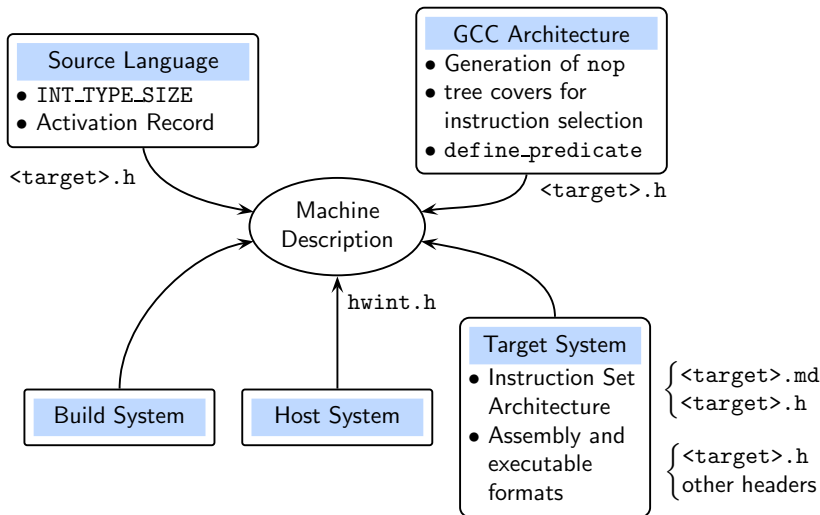 Source Language
• INT_TYPE_SIZE
• Activation Record
<target>.h
GCC Architecture
• Generation of nop
• tree covers for
instruction selection
• define_predicate
<target>.h
Machine
Description
hwint.h
Build System
Host System
Target System
• Instruction Set
Architecture
• Assembly and
executable
formats
<target>.md
<target>.h
<target>.h
other headers